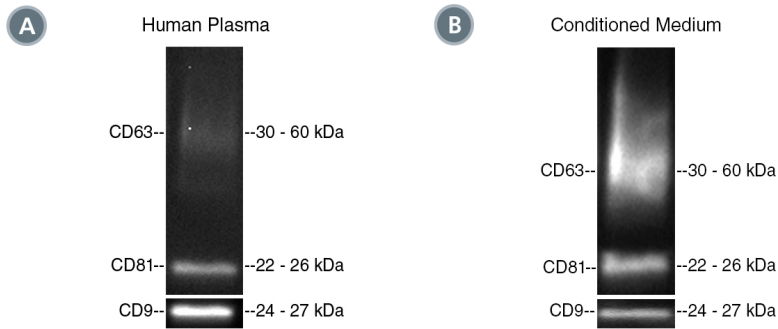 A Human Plasma
CD63-- --30 - 60 kDa
CD81-- --22 - 26 kDa
CD9-- --24 - 27 kDa
B Conditioned Medium
CD63-- --30 - 60 kDa
CD81-- --22 - 26 kDa
CD9-- --24 - 27 kDa